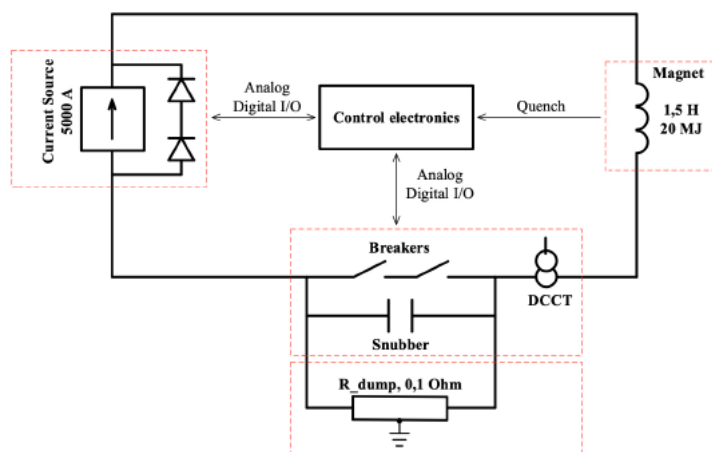 Current Source
5000 A
Analog
Digital I/O
Control electronics
Quench
Magnet
1,5 H
20 MJ
Analog
Digital I/O
Breakers
DCCT
Snubber
R_dump, 0,1 Ohm